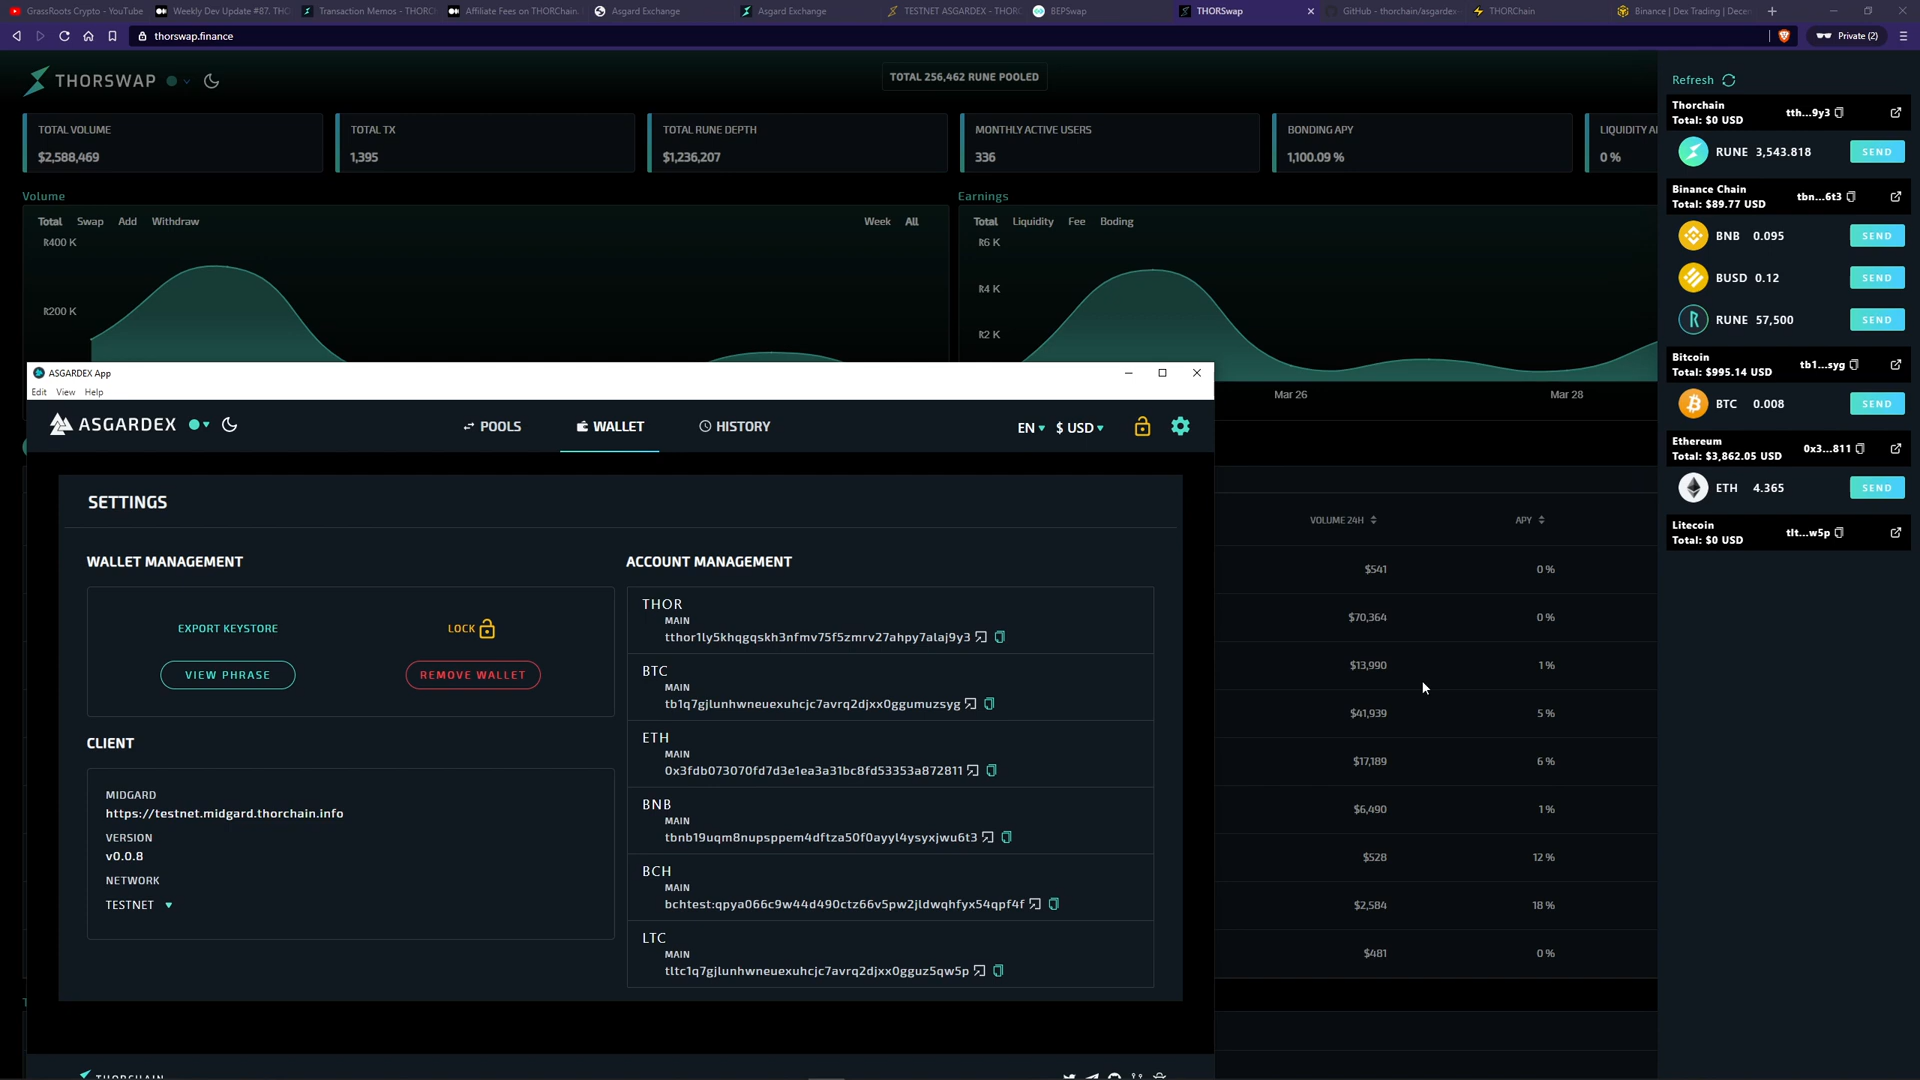 GrassRoots Crypto - YouTube
Weekly Dev Update #87. THO
Transaction Memos - THORC
Affiliate Fees on THORChain.
Asgard Exchange
Asgard Exchange
TESTNET ASGARDEX - THOR
BEPSwap
THORSwap
GitHub - thorchain/asgardex-
THORChain
Binance | Dex Trading | Decen
thorswap.finance
Private (2)
THORSWAP
TOTAL 256,462 RUNE POOLED
TOTAL VOLUME
$2,588,469
TOTAL TX
1,395
TOTAL RUNE DEPTH
$1,236,207
MONTHLY ACTIVE USERS
336
BONDING APY
1,100.09 %
LIQUIDITY AP
0 %
Volume
Total Swap Add Withdraw
Week All
ᚱ400 K
ᚱ200 K
Earnings
Total Liquidity Fee Boding
ᚱ6 K
ᚱ4 K
ᚱ2 K
Mar 26
Mar 28
VOLUME 24H
APY
$541 0 %
$70,364 0 %
$13,990 1 %
$41,939 5 %
$17,189 6 %
$6,490 1 %
$528 12 %
$2,584 18 %
$481 0 %
Refresh
Thorchain
Total: $0 USD
tth...9y3
RUNE 3,543.818 SEND
Binance Chain
Total: $89.77 USD
tbn...6t3
BNB 0.095 SEND
BUSD 0.12 SEND
RUNE 57,500 SEND
Bitcoin
Total: $995.14 USD
tb1...syg
BTC 0.008 SEND
Ethereum
Total: $3,862.05 USD
0x3...811
ETH 4.365 SEND
Litecoin
Total: $0 USD
tlt...w5p
ASGARDEX App
Edit View Help
ASGARDEX
POOLS
WALLET
HISTORY
EN
$ USD
SETTINGS
WALLET MANAGEMENT
EXPORT KEYSTORE
LOCK
VIEW PHRASE
REMOVE WALLET
CLIENT
MIDGARD
https://testnet.midgard.thorchain.info
VERSION
v0.0.8
NETWORK
TESTNET
ACCOUNT MANAGEMENT
THOR
MAIN
tthor1ly5khqgqskh3nfmv75f5zmrv27ahpy7alaj9y3
BTC
MAIN
tb1q7gjlunhwneuexuhcjc7avrq2djxx0ggumuzsyg
ETH
MAIN
0x3fdb073070fd7d3e1ea3a31bc8fd53353a872811
BNB
MAIN
tbnb19uqm8nupsppem4dftza50f0ayyl4ysyxjwu6t3
BCH
MAIN
bchtest:qpya066c9w44d490ctz66v5pw2jldwqhfyx54qpf4f
LTC
MAIN
tltc1q7gjlunhwneuexuhcjc7avrq2djxx0gguz5qw5p
THORCHAIN